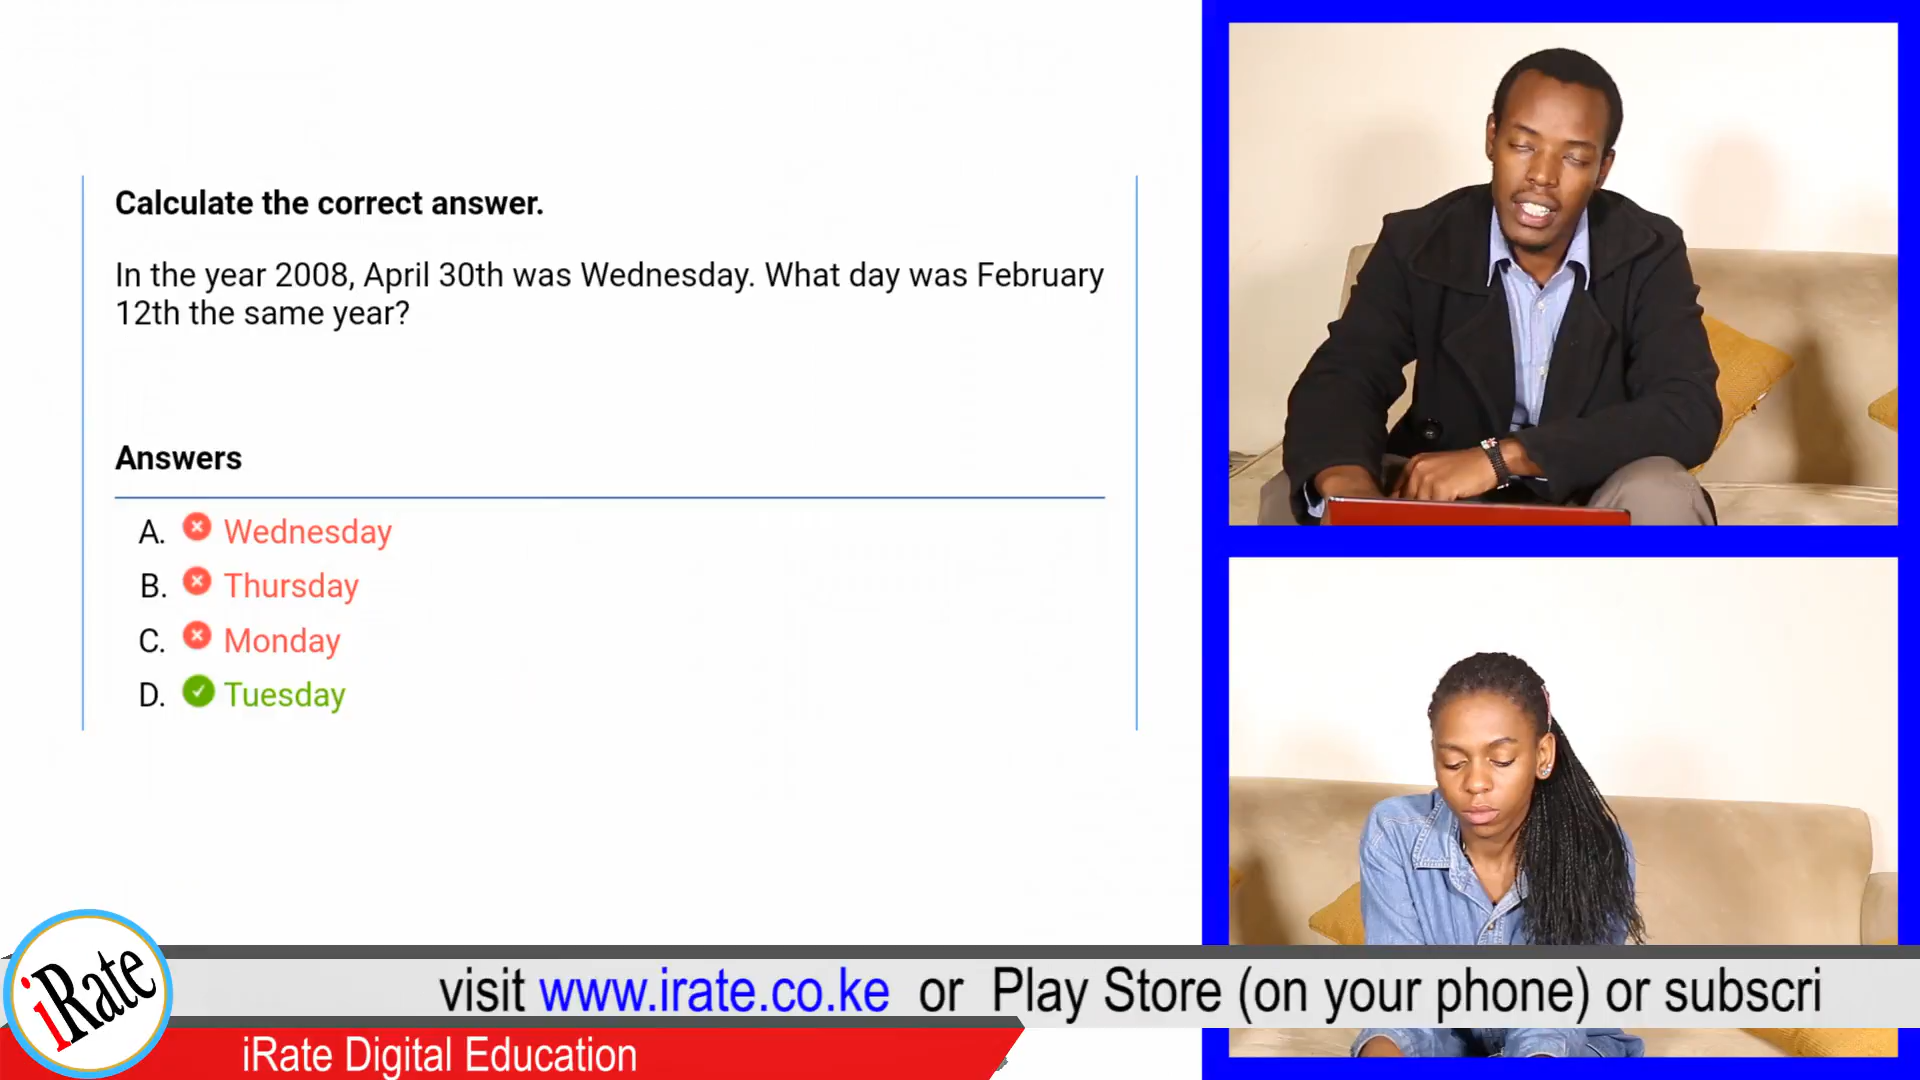 Calculate the correct answer.
In the year 2008, April 30th was Wednesday. What day was February
12th the same year?
Answers
A. Wednesday
B. Thursday
C. Monday
D. Tuesday
iRate
visit www.irate.co.ke or Play Store (on your phone) or subscri
iRate Digital Education